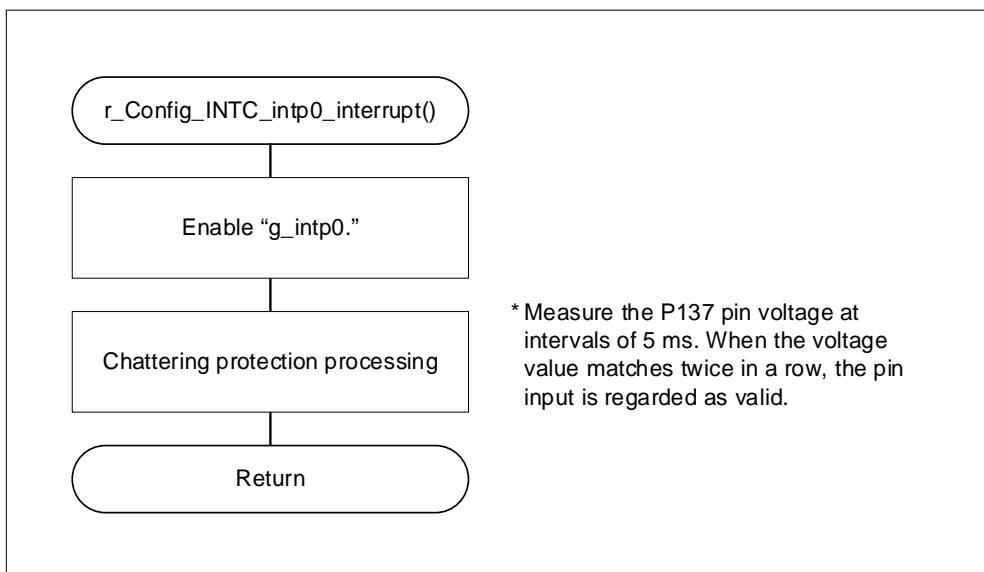 r_Config_INTC_intp0_interrupt()
Enable “g_intp0.”
Chattering protection processing
* Measure the P137 pin voltage at
intervals of 5 ms. When the voltage
value matches twice in a row, the pin
input is regarded as valid.
Return